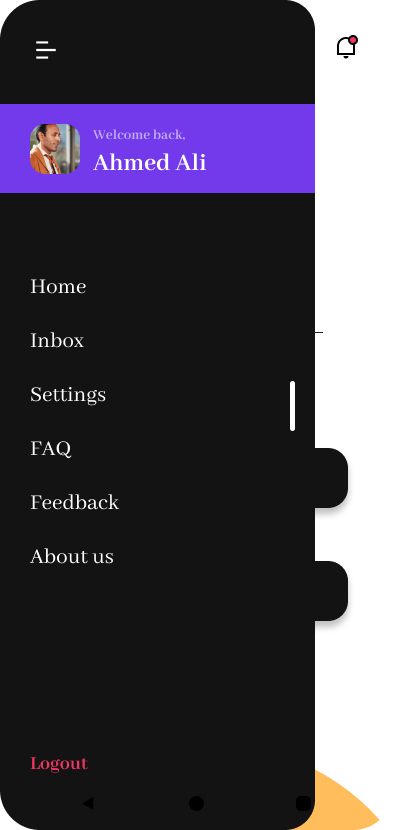 Welcome back,
Ahmed Ali
Home
Inbox
Settings
FAQ
Feedback
About us
Logout